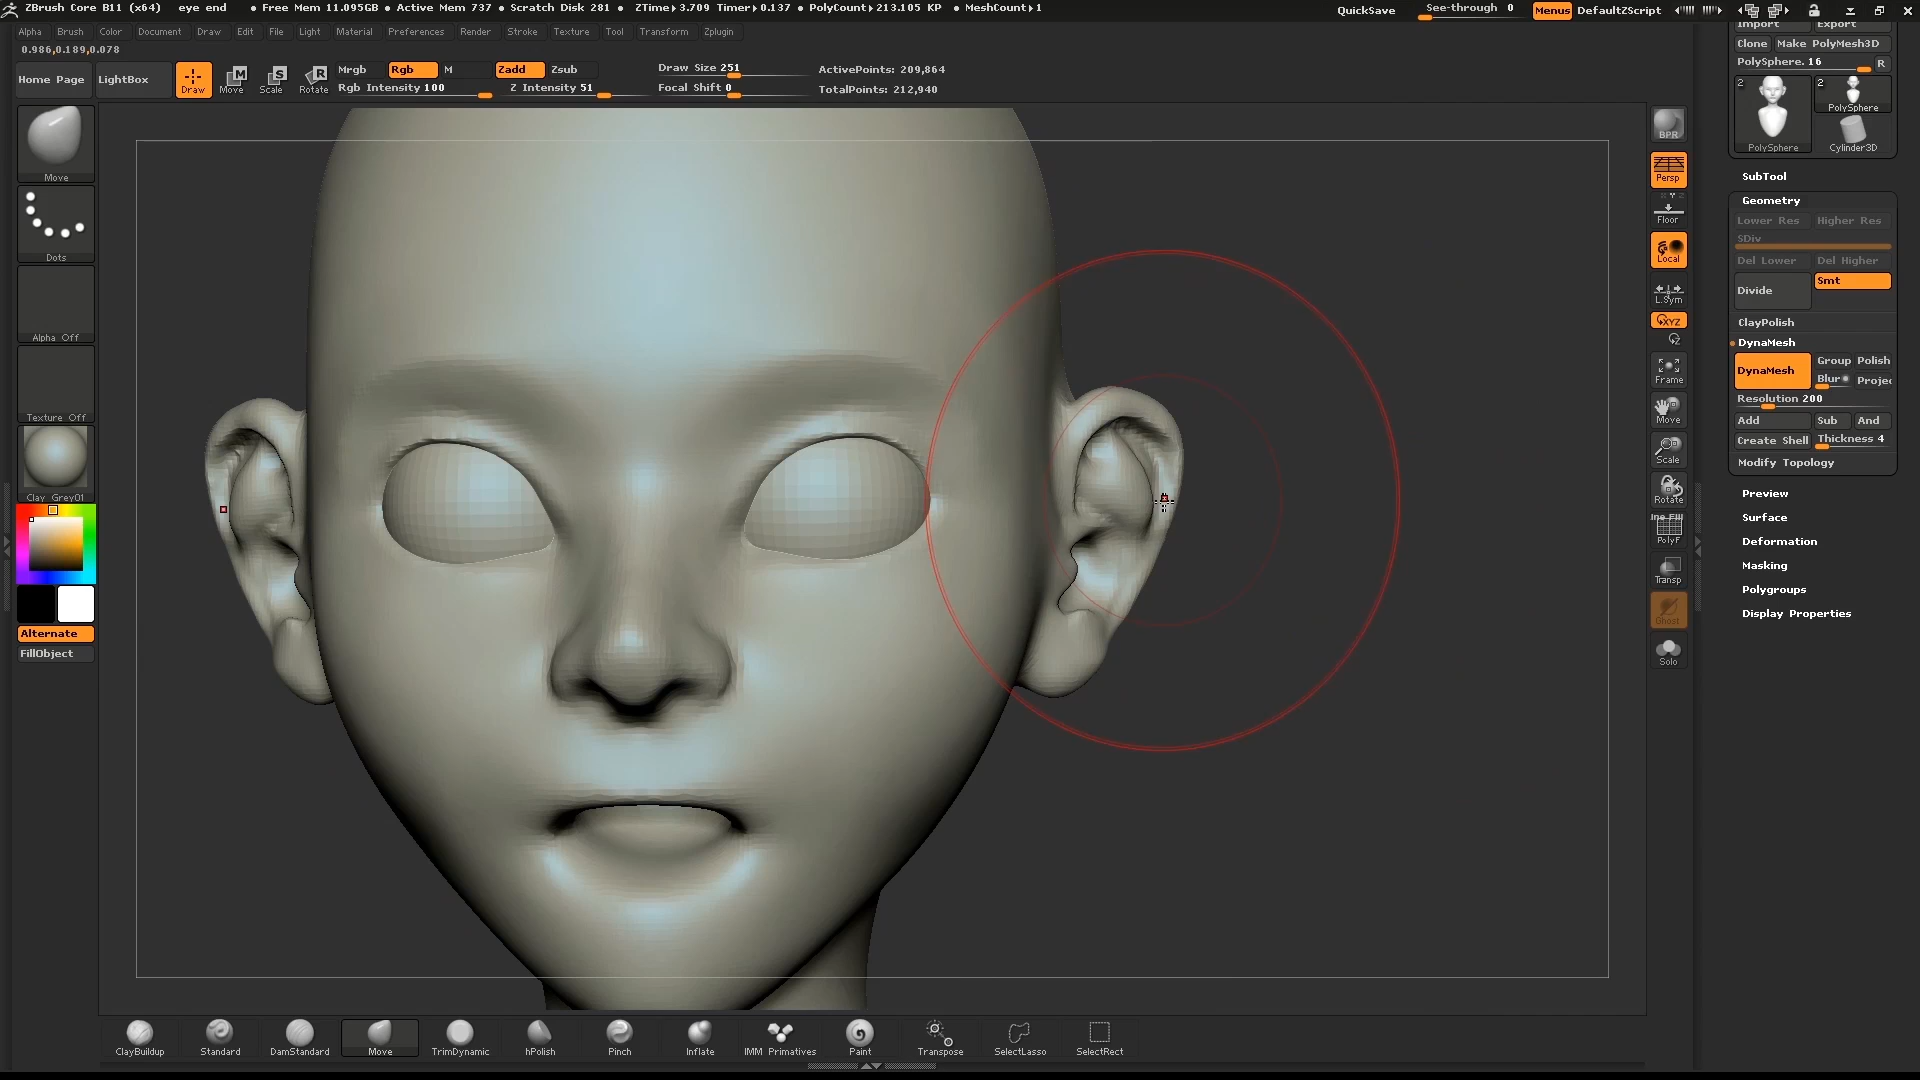 ZBrush Core B11 (x64) eye end • Free Mem 11.095GB • Active Mem 737 • Scratch Disk 281 • ZTime▸3.709 Timer▸0.137 • PolyCount▸213.105 KP • MeshCount▸1
QuickSave See-through 0 Menus DefaultZScript
Alpha Brush Color Document Draw Edit File Light Layer Material Preferences Render Stroke Texture Tool Transform Zplugin
0.986,0.189,0.078
Home Page LightBox Draw Move Scale Rotate
Mrgb Rgb M Zadd Zsub
Rgb Intensity 100 Z Intensity 51
Draw Size 251
Focal Shift 0
ActivePoints: 209,864
TotalPoints: 212,940
Move
Dots
Alpha Off
Texture Off
Clay_Grey01
Alternate
FillObject
BPR
Persp
Floor
Local
L.Sym
XYZ
Frame
Move
Scale
Rotate
Line Fill
PolyF
Transp
Ghost
Solo
Import Export
Clone Make PolyMesh3D
PolySphere. 16 R
2 2
PolySphere
PolySphere Cylinder3D
SubTool
Geometry
Lower Res Higher Res
SDiv
Del Lower Del Higher
Divide Smt
ClayPolish
DynaMesh
DynaMesh Group Polish
Blur Projec
Resolution 200
Add Sub And
Create Shell Thickness 4
Modify Topology
Preview
Surface
Deformation
Masking
Polygroups
Display Properties
ClayBuildup Standard DamStandard Move TrimDynamic hPolish Pinch Inflate IMM Primitives Paint Transpose SelectLasso SelectRect